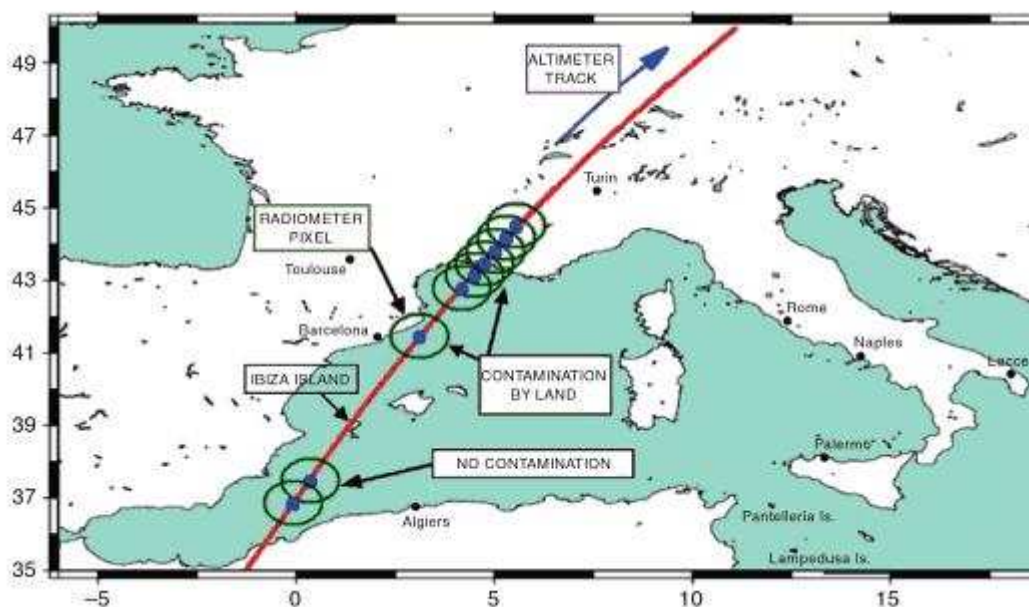 49
47
45
43
41
39
37
35
−5
0
5
10
15
ALTIMETER
TRACK
Turin
RADIOMETER
PIXEL
Toulouse
Rome
Barcelona
Naples
IBIZA ISLAND
CONTAMINATION
BY LAND
Lecce
NO CONTAMINATION
Palermo
Algiers
Pantelleria Is.
Lampedusa Is.